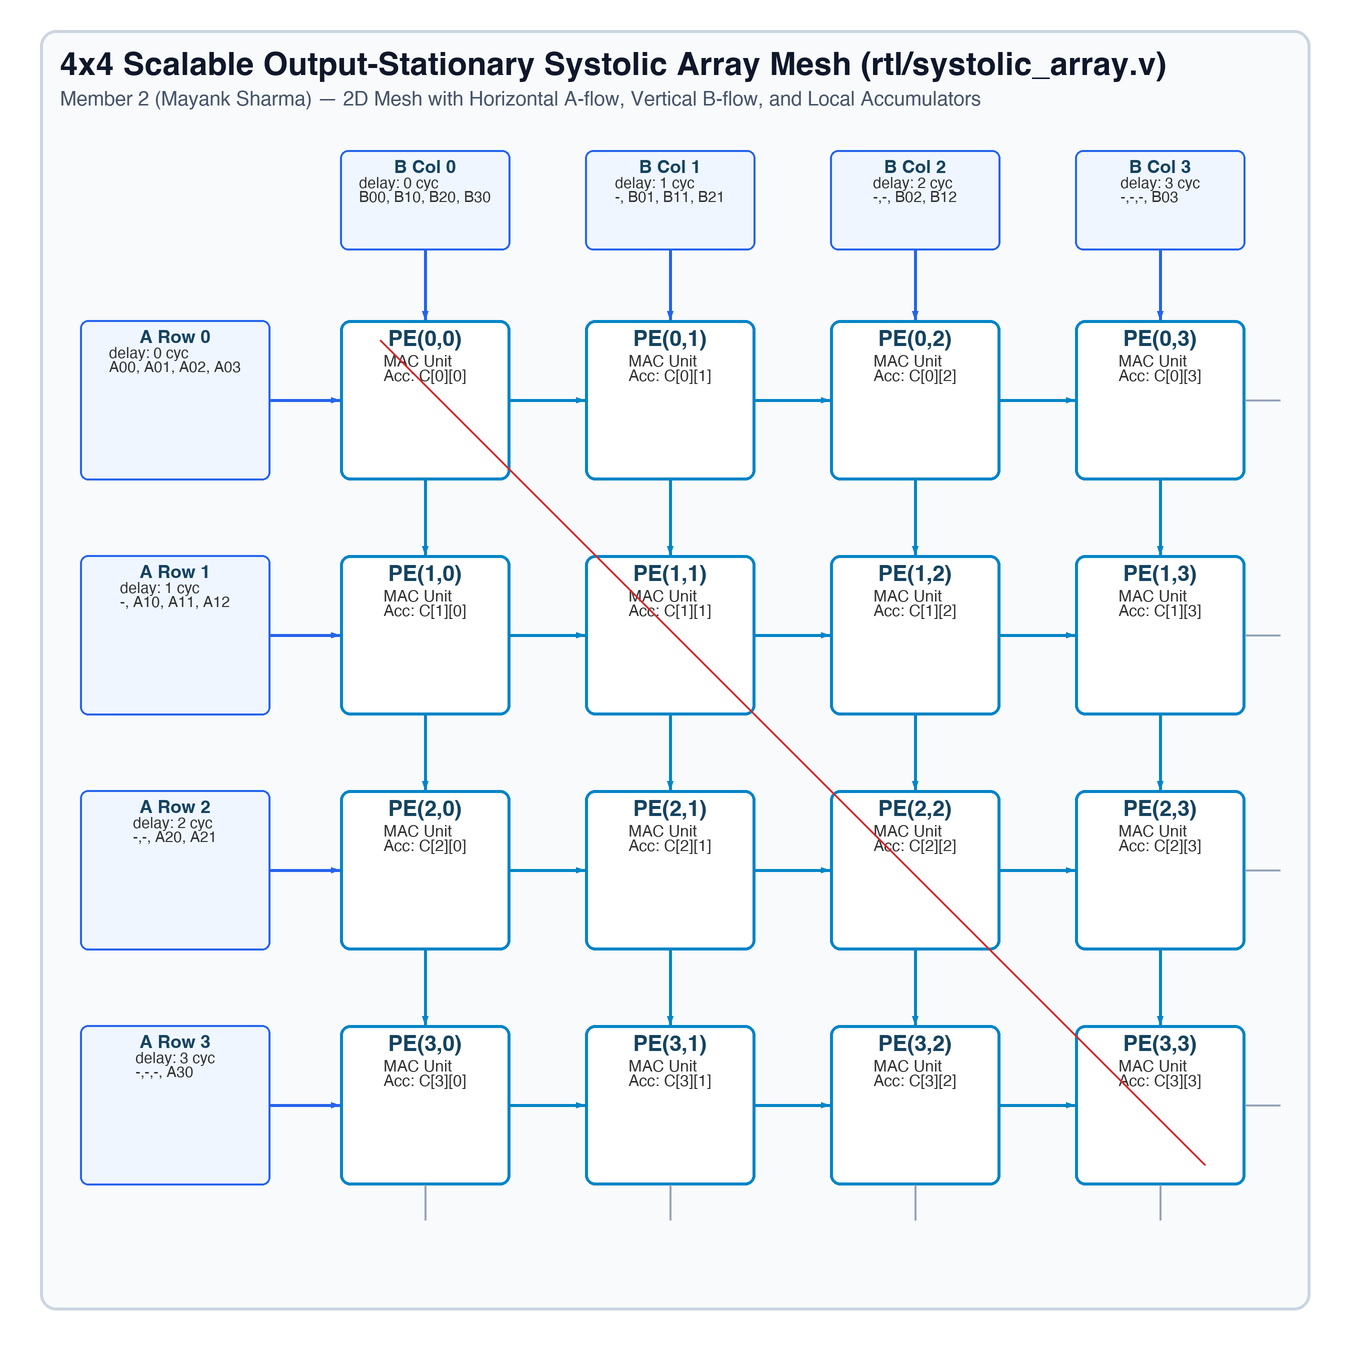 4x4 Scalable Output-Stationary Systolic Array Mesh (rtl/systolic_array.v)
Member 2 (Mayank Sharma) — 2D Mesh with Horizontal A-flow, Vertical B-flow, and Local Accumulators
B Col 0
delay: 0 cyc
B00, B10, B20, B30
B Col 1
delay: 1 cyc
-, B01, B11, B21
B Col 2
delay: 2 cyc
-,-, B02, B12
B Col 3
delay: 3 cyc
-,-,-, B03
A Row 0
delay: 0 cyc
A00, A01, A02, A03
PE(0,0)
MAC Unit
Acc: C[0][0]
PE(0,1)
MAC Unit
Acc: C[0][1]
PE(0,2)
MAC Unit
Acc: C[0][2]
PE(0,3)
MAC Unit
Acc: C[0][3]
A Row 1
delay: 1 cyc
-, A10, A11, A12
PE(1,0)
MAC Unit
Acc: C[1][0]
PE(1,1)
MAC Unit
Acc: C[1][1]
PE(1,2)
MAC Unit
Acc: C[1][2]
PE(1,3)
MAC Unit
Acc: C[1][3]
A Row 2
delay: 2 cyc
-,-, A20, A21
PE(2,0)
MAC Unit
Acc: C[2][0]
PE(2,1)
MAC Unit
Acc: C[2][1]
PE(2,2)
MAC Unit
Acc: C[2][2]
PE(2,3)
MAC Unit
Acc: C[2][3]
A Row 3
delay: 3 cyc
-,-,-, A30
PE(3,0)
MAC Unit
Acc: C[3][0]
PE(3,1)
MAC Unit
Acc: C[3][1]
PE(3,2)
MAC Unit
Acc: C[3][2]
PE(3,3)
MAC Unit
Acc: C[3][3]